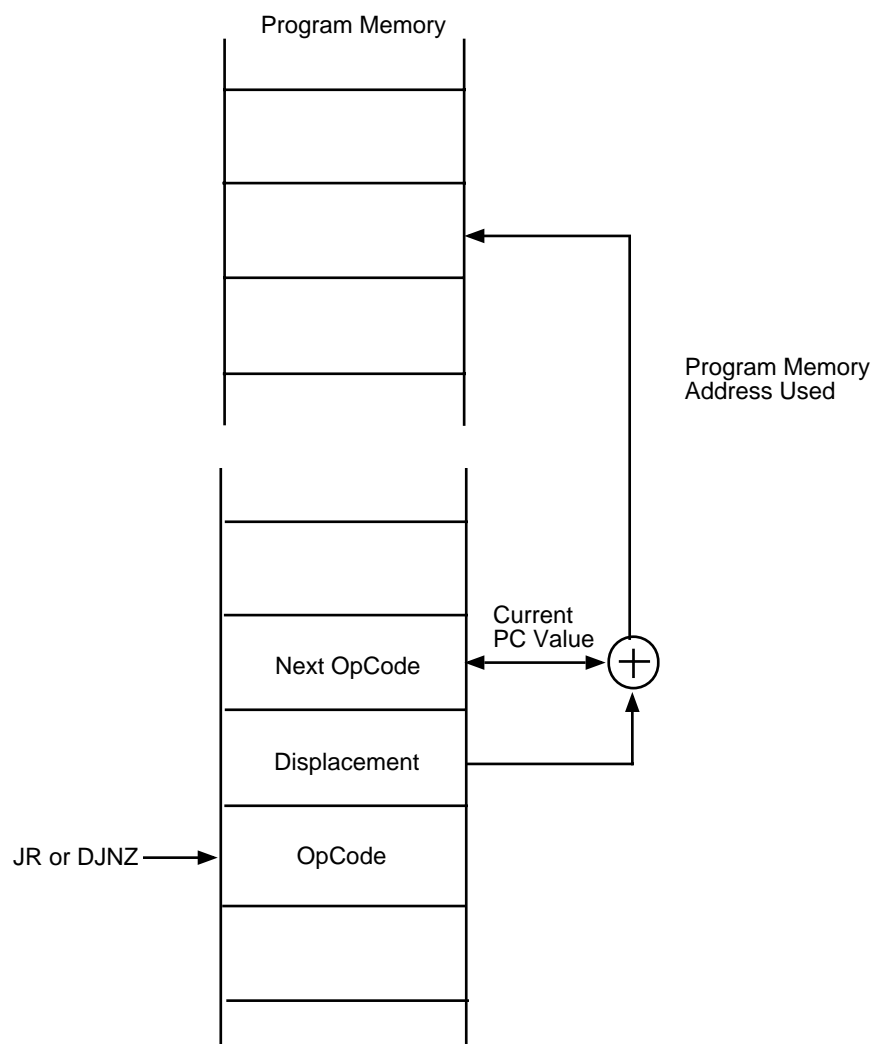 Program Memory
Program Memory
Address Used
Current
PC Value
Next OpCode
Displacement
JR or DJNZ
OpCode